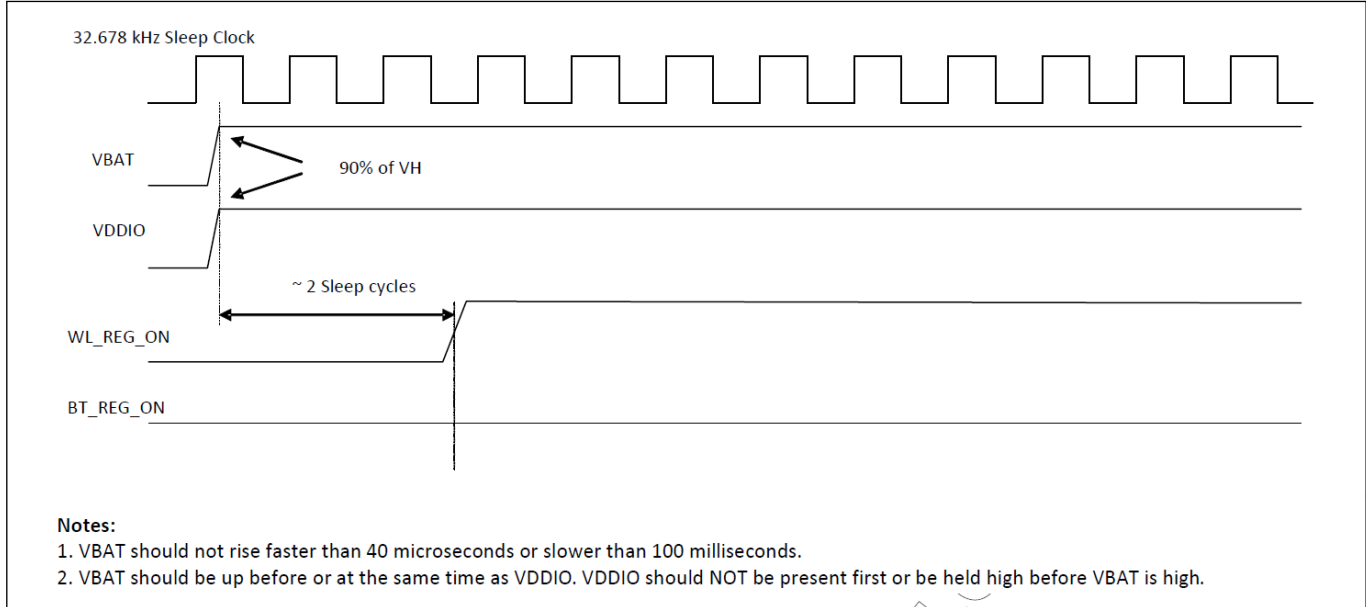 32.678 kHz Sleep Clock
VBAT
90% of VH
VDDIO
~ 2 Sleep cycles
WL_REG_ON
BT_REG_ON
Notes:
1. VBAT should not rise faster than 40 microseconds or slower than 100 milliseconds.
2. VBAT should be up before or at the same time as VDDIO. VDDIO should NOT be present first or be held high before VBAT is high.